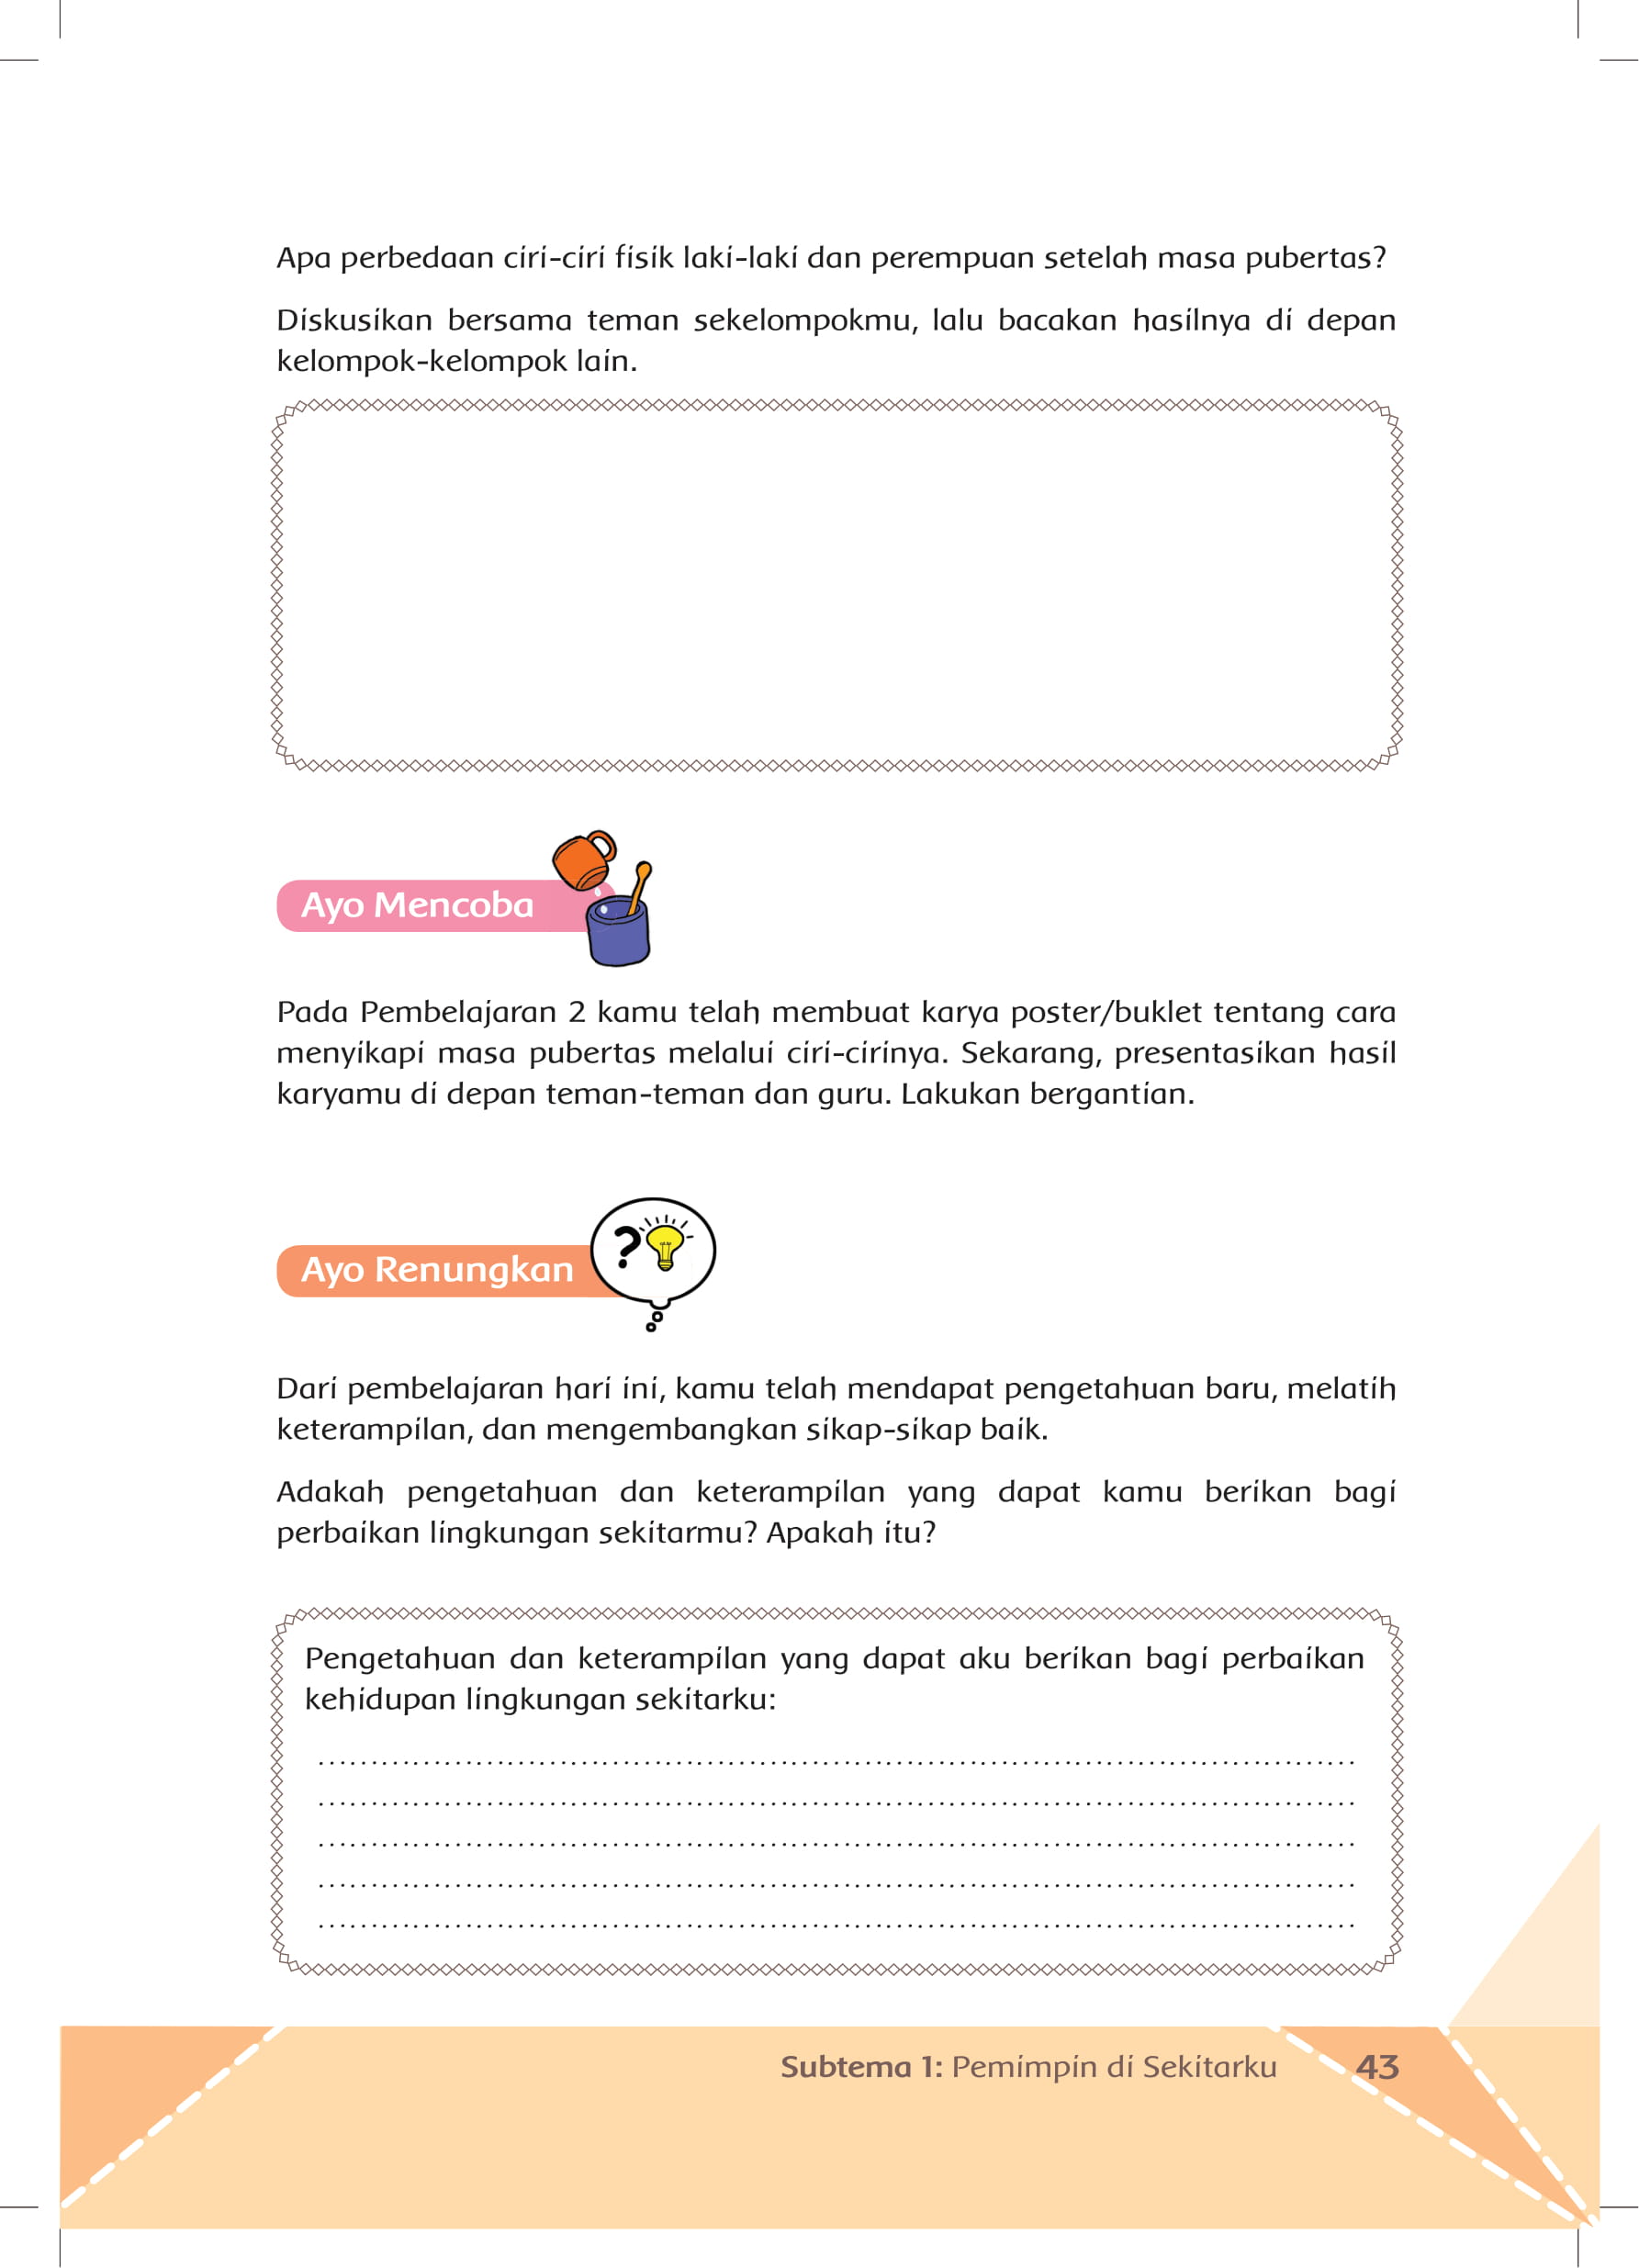 Apa perbedaan ciri-ciri fisik laki-laki dan perempuan setelah masa pubertas?
Diskusikan bersama teman sekelompokmu, lalu bacakan hasilnya di depan
kelompok-kelompok lain.
Ayo Mencoba
Pada Pembelajaran 2 kamu telah membuat karya poster/buklet tentang cara
menyikapi masa pubertas melalui ciri-cirinya. Sekarang, presentasikan hasil
karyamu di depan teman-teman dan guru. Lakukan bergantian.
?
Ayo Renungkan
Dari pembelajaran hari ini, kamu telah mendapat pengetahuan baru, melatih
keterampilan, dan mengembangkan sikap-sikap baik.
Adakah pengetahuan dan keterampilan yang dapat kamu berikan bagi
perbaikan lingkungan sekitarmu? Apakah itu?
Pengetahuan dan keterampilan yang dapat aku berikan bagi perbaikan
kehidupan lingkungan sekitarku:
Subtema 1: Pemimpin di Sekitarku 43